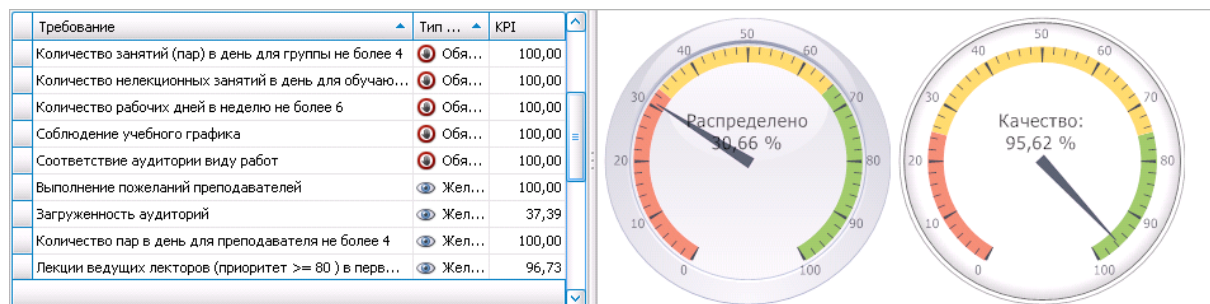 Требование Тип ... KPI
Количество занятий (пар) в день для группы не более 4 Обя... 100,00
Количество нелекционных занятий в день для обучаю... Обя... 100,00
Количество рабочих дней в неделю не более 6 Обя... 100,00
Соблюдение учебного графика Обя... 100,00
Соответствие аудитории виду работ Обя... 100,00
Выполнение пожеланий преподавателей Жел... 100,00
Загруженность аудиторий Жел... 37,39
Количество пар в день для преподавателя не более 4 Жел... 100,00
Лекции ведущих лекторов (приоритет >= 80 ) в перв... Жел... 96,73
0 10 20 30 40 50 60 70 80 90 100
Распределено
30,66 %
0 10 20 30 40 50 60 70 80 90 100
Качество:
95,62 %